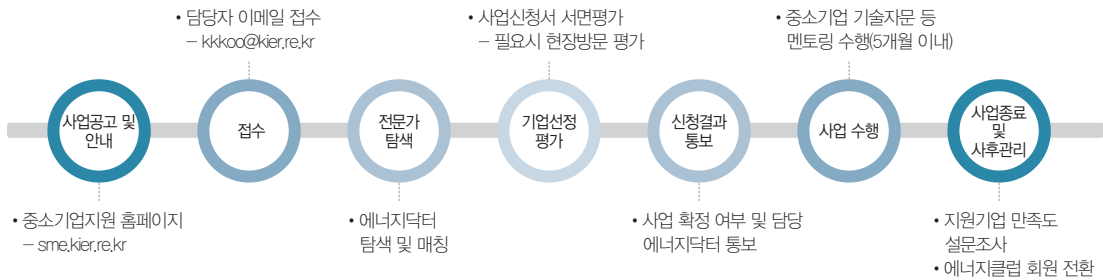 • 담당자 이메일 접수
– kkkoo@kier.re.kr
• 사업신청서 서면평가
– 필요시 현장방문 평가
• 중소기업 기술자문 등
멘토링 수행(5개월 이내)
사업공고 및
안내
접수
전문가
탐색
기업선정
평가
신청결과
통보
사업 수행
사업종료
및
사후관리
• 중소기업지원 홈페이지
– sme.kier.re.kr
• 에너지닥터
탐색 및 매칭
• 사업 확정 여부 및 담당
에너지닥터 통보
• 지원기업 만족도
설문조사
• 에너지클럽 회원 전환